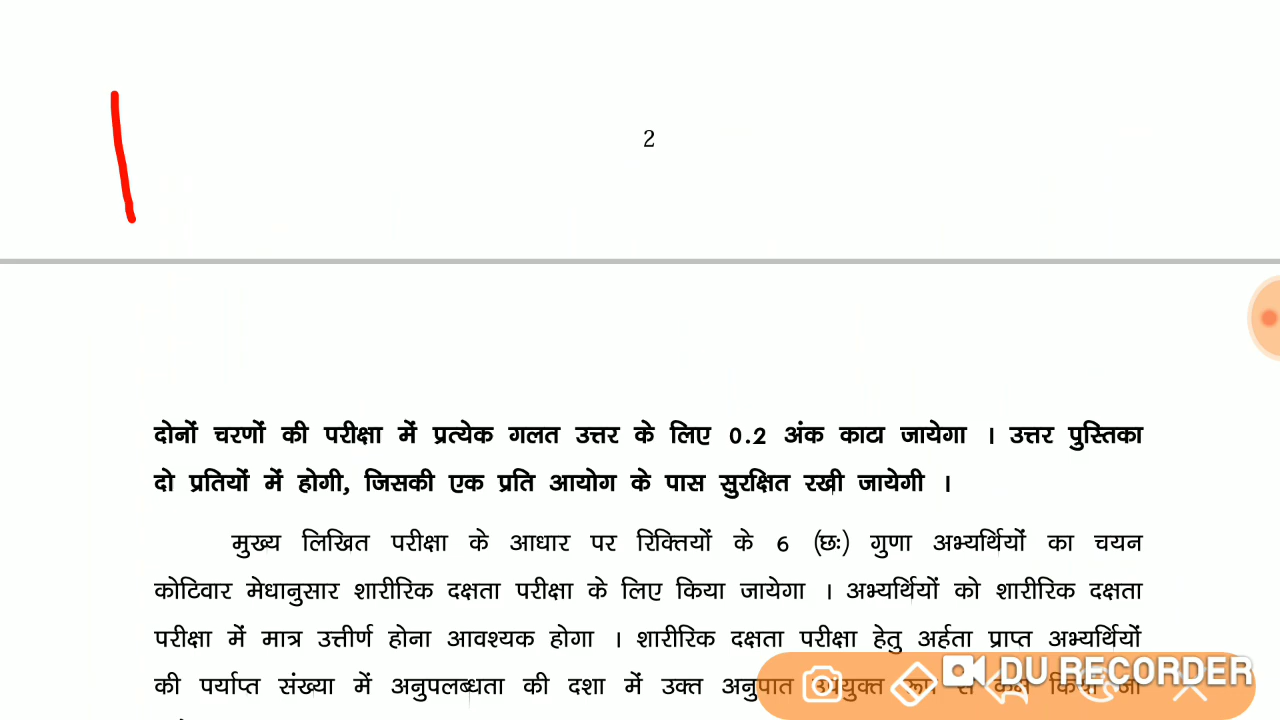 2
दोनों चरणों की परीक्षा में प्रत्येक गलत उत्तर के लिए 0.2 अंक काटा जायेगा । उत्तर पुस्तिका
दो प्रतियों में होगी, जिसकी एक प्रति आयोग के पास सुरक्षित रखी जायेगी ।
मुख्य लिखित परीक्षा के आधार पर रिक्तियों के 6 (छः) गुणा अभ्यर्थियों का चयन
कोटिवार मेधानुसार शारीरिक दक्षता परीक्षा के लिए किया जायेगा । अभ्यर्थियों को शारीरिक दक्षता
परीक्षा में मात्र उत्तीर्ण होना आवश्यक होगा । शारीरिक दक्षता परीक्षा हेतु अर्हता प्राप्त अभ्यर्थियों
की पर्याप्त संख्या में अनुपलब्धता की दशा में उक्त अनुपात उपयुक्त रूप से कम किया जा
DU RECORDER